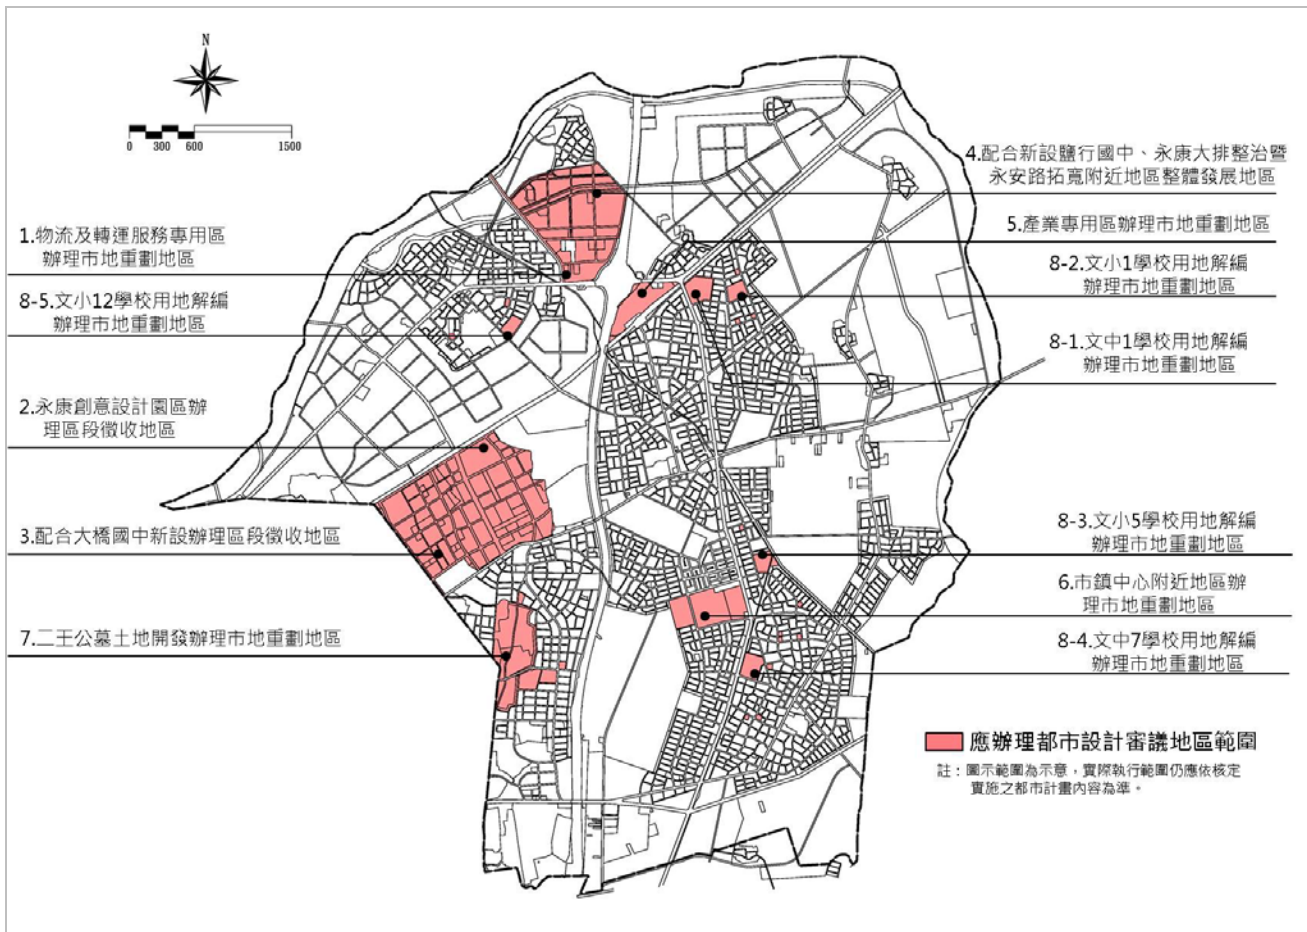 N
0 300 600 1500
1.物流及轉運服務專用區
辦理市地重劃地區
8-5.文小12學校用地解編
辦理市地重劃地區
2.永康創意設計園區辦
理區段徵收地區
3.配合大橋國中新設辦理區段徵收地區
7.二王公墓土地開發辦理市地重劃地區
4.配合新設鹽行國中、永康大排整治暨
永安路拓寬附近地區整體發展地區
5.產業專用區辦理市地重劃地區
8-2.文小1學校用地解編
辦理市地重劃地區
8-1.文中1學校用地解編
辦理市地重劃地區
8-3.文小5學校用地解編
辦理市地重劃地區
6.市鎮中心附近地區辦
理市地重劃地區
8-4.文中7學校用地解編
辦理市地重劃地區
應辦理都市設計審議地區範圍
註：圖示範圍為示意，實際執行範圍仍應依核定
實施之都市計畫內容為準。